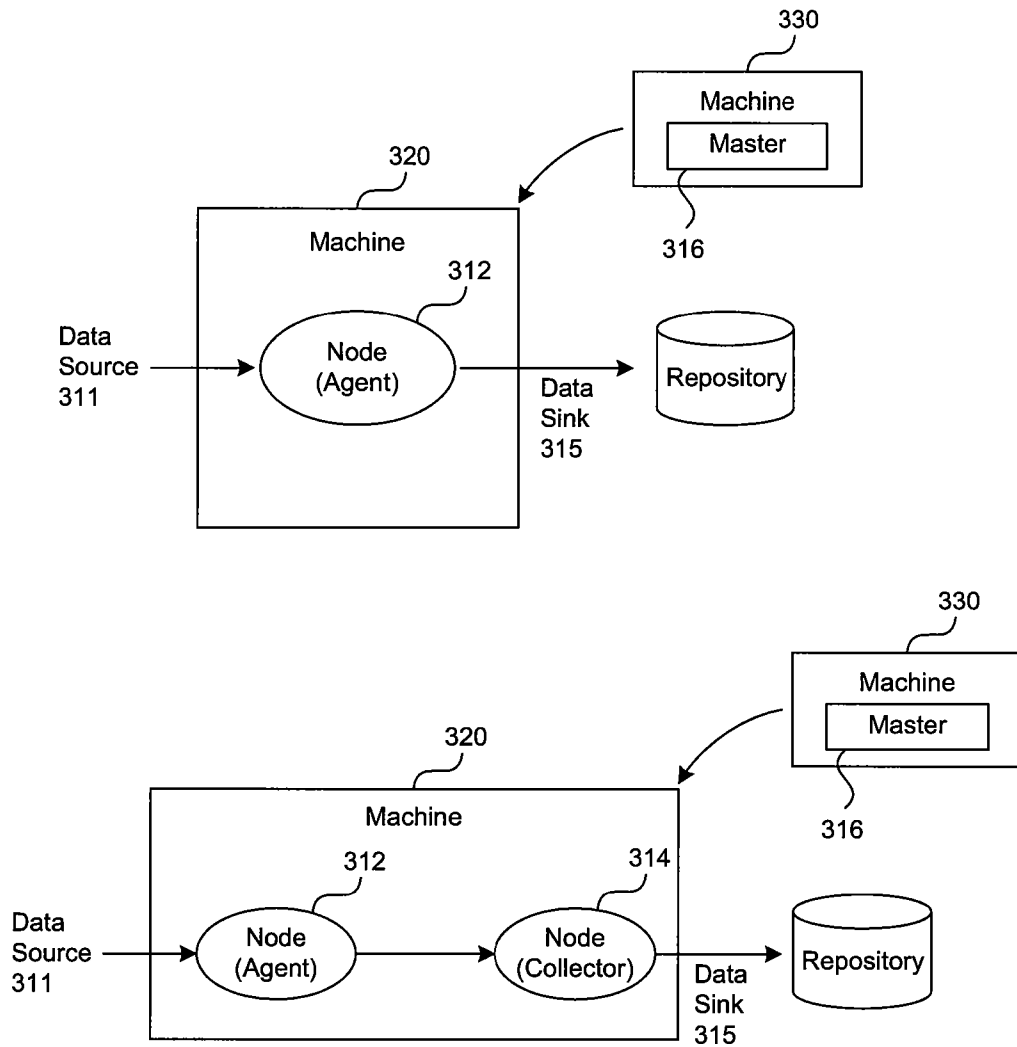 330
Machine
Master
316
320
Machine
312
Node
(Agent)
Data
Source
311
Data
Sink
315
Repository
330
Machine
Master
316
320
Machine
312
Node
(Agent)
314
Node
(Collector)
Data
Source
311
Data
Sink
315
Repository